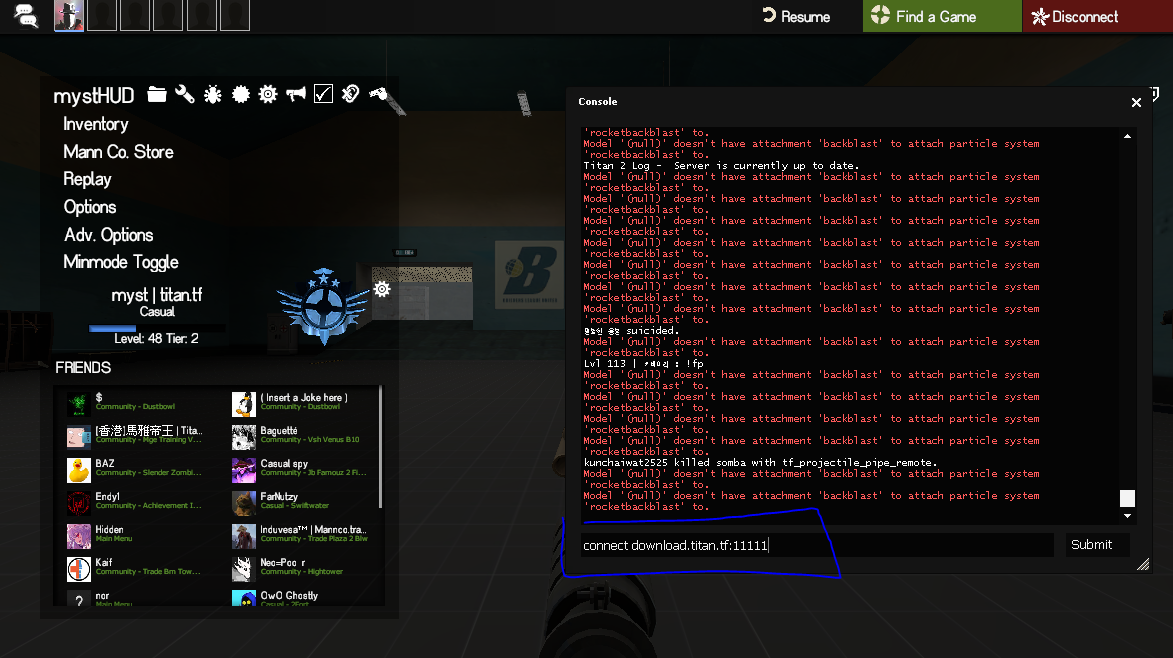 Resume
Find a Game
Disconnect
mystHUD
Inventory
Mann Co. Store
Replay
Options
Adv. Options
Minmode Toggle
myst | titan.tf
Casual
Level: 48 Tier: 2
FRIENDS
$
Community - Dustbowl
( Insert a Joke here )
Community - Dustbowl
[香港]馬雅帝王 | Tita...
Community - Mge Training V...
Baguetté
Community - Vsh Venus B10
BAZ
Community - Slender Zombi...
Casual spy
Community - Jb Famour 2 Fi...
Endy1
Community - Achievement I...
FarNutzy
Casual - Swiftwater
Hidden
Main Menu
Induvesa™ | Mannco.tra...
Community - Trade Plaza 2 Blw
Kaif
Community - Trade Bm Tow...
Neo=Poo r
Community - Hightower
nor
Main Menu
OwO Ghostly
Casual - 2Fort
B
Console
'rocketbackblast' to.
Model '(null)' doesn't have attachment 'backblast' to attach particle system
'rocketbackblast' to.
Titan 2 Log - Server is currently up to date.
Model '(null)' doesn't have attachment 'backblast' to attach particle system
'rocketbackblast' to.
Model '(null)' doesn't have attachment 'backblast' to attach particle system
'rocketbackblast' to.
Model '(null)' doesn't have attachment 'backblast' to attach particle system
'rocketbackblast' to.
Model '(null)' doesn't have attachment 'backblast' to attach particle system
'rocketbackblast' to.
Model '(null)' doesn't have attachment 'backblast' to attach particle system
'rocketbackblast' to.
Model '(null)' doesn't have attachment 'backblast' to attach particle system
'rocketbackblast' to.
Model '(null)' doesn't have attachment 'backblast' to attach particle system
'rocketbackblast' to.
suicided.
Model '(null)' doesn't have attachment 'backblast' to attach particle system
'rocketbackblast' to.
Lvl 113 | : !fp
Model '(null)' doesn't have attachment 'backblast' to attach particle system
'rocketbackblast' to.
Model '(null)' doesn't have attachment 'backblast' to attach particle system
'rocketbackblast' to.
Model '(null)' doesn't have attachment 'backblast' to attach particle system
'rocketbackblast' to.
Model '(null)' doesn't have attachment 'backblast' to attach particle system
'rocketbackblast' to.
kunchaiwat2525 killed somba with tf_projectile_pipe_remote.
Model '(null)' doesn't have attachment 'backblast' to attach particle system
'rocketbackblast' to.
Model '(null)' doesn't have attachment 'backblast' to attach particle system
'rocketbackblast' to.
connect download.titan.tf:11111
Submit